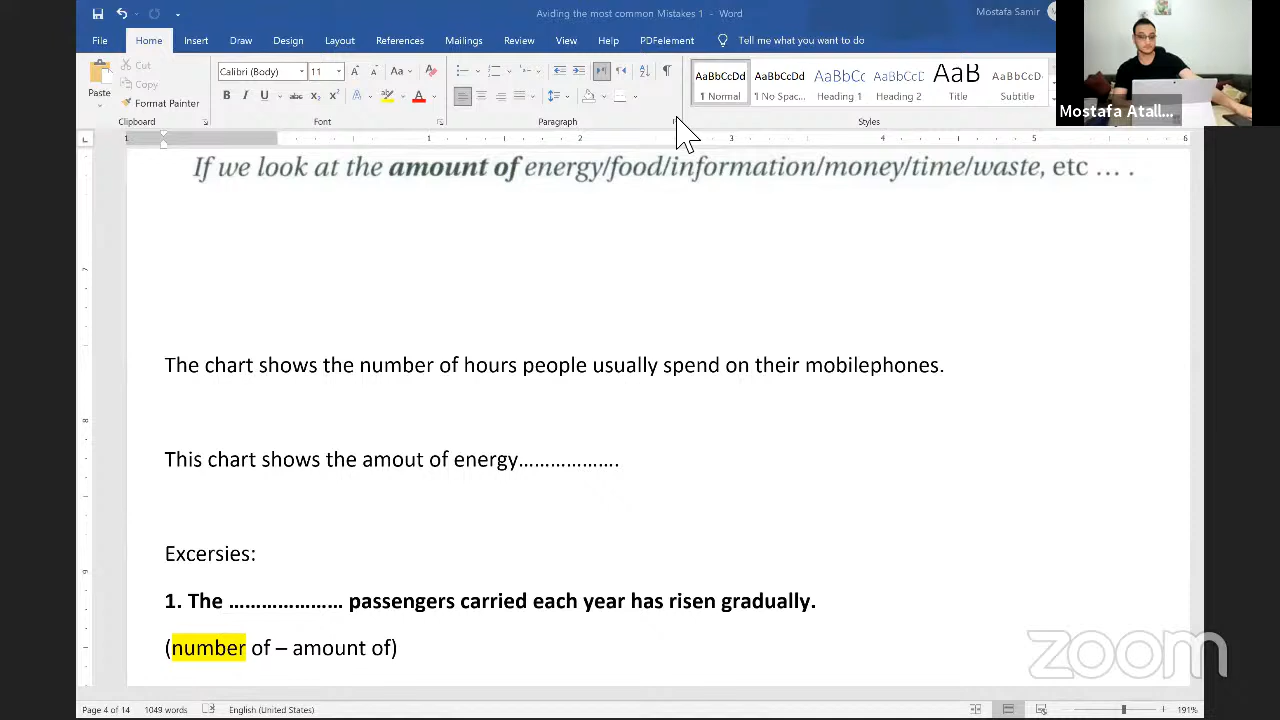 Aviding the most common Mistakes 1 - Word
Mostafa Samir
File Home Insert Draw Design Layout References Mailings Review View Help PDFelement Tell me what you want to do
Paste
Cut
Copy
Format Painter
Calibri (Body) 11
AaBbCcDd AaBbCcDd AaBbCc AaBbCcC AaB AaBbCcD
¶ Normal ¶ No Spac... Heading 1 Heading 2 Title Subtitle
Clipboard Font Paragraph Styles
Mostafa Atall...
If we look at the amount of energy/food/information/money/time/waste, etc … .
The chart shows the number of hours people usually spend on their mobilephones.
This chart shows the amout of energy……………….
Excersies:
1. The ………………… passengers carried each year has risen gradually.
(number of – amount of)
zoom
Page 4 of 14 1049 words English (United States) 191%